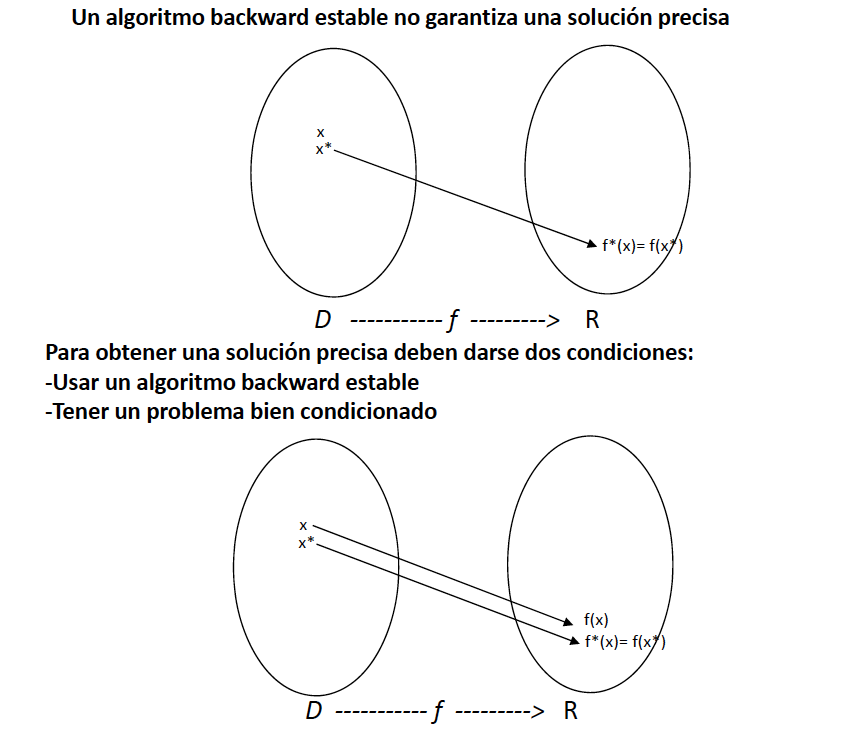 Un algoritmo backward estable no garantiza una solución precisa
x
x*
f*(x)= f(x*)
D ----------- f ---------> R
Para obtener una solución precisa deben darse dos condiciones:
-Usar un algoritmo backward estable
-Tener un problema bien condicionado
x
x*
f(x)
f*(x)= f(x*)
D ----------- f ---------> R